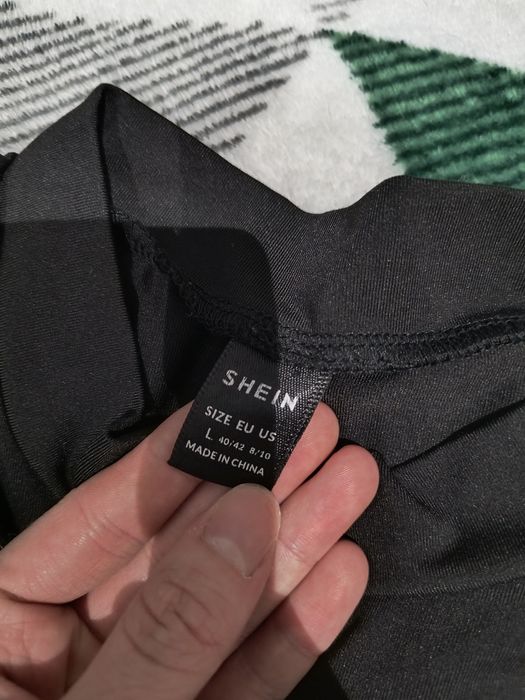 SHEIN
SIZE EU US
L 40/42 8/10
MADE IN CHINA